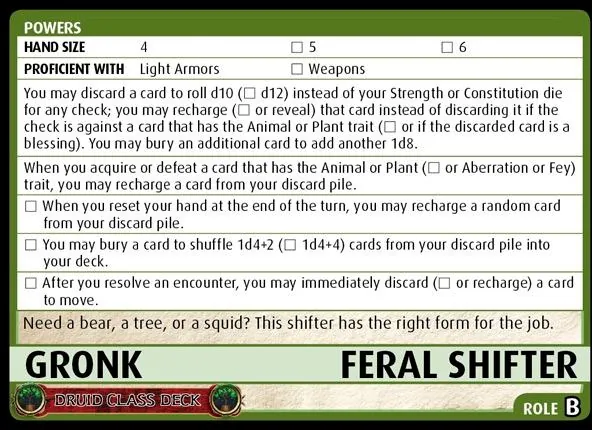 POWERS
HAND SIZE 4 ☐ 5 ☐ 6
PROFICIENT WITH Light Armors ☐ Weapons
You may discard a card to roll d10 (☐ d12) instead of your Strength or Constitution die
for any check; you may recharge (☐ or reveal) that card instead of discarding it if the
check is against a card that has the Animal or Plant trait (☐ or if the discarded card is a
blessing). You may bury an additional card to add another 1d8.
When you acquire or defeat a card that has the Animal or Plant (☐ or Aberration or Fey)
trait, you may recharge a card from your discard pile.
☐ When you reset your hand at the end of the turn, you may recharge a random card
from your discard pile.
☐ You may bury a card to shuffle 1d4+2 (☐ 1d4+4) cards from your discard pile into
your deck.
☐ After you resolve an encounter, you may immediately discard (☐ or recharge) a card
to move.
Need a bear, a tree, or a squid? This shifter has the right form for the job.
GRONK FERAL SHIFTER
DRUID CLASS DECK
ROLE B